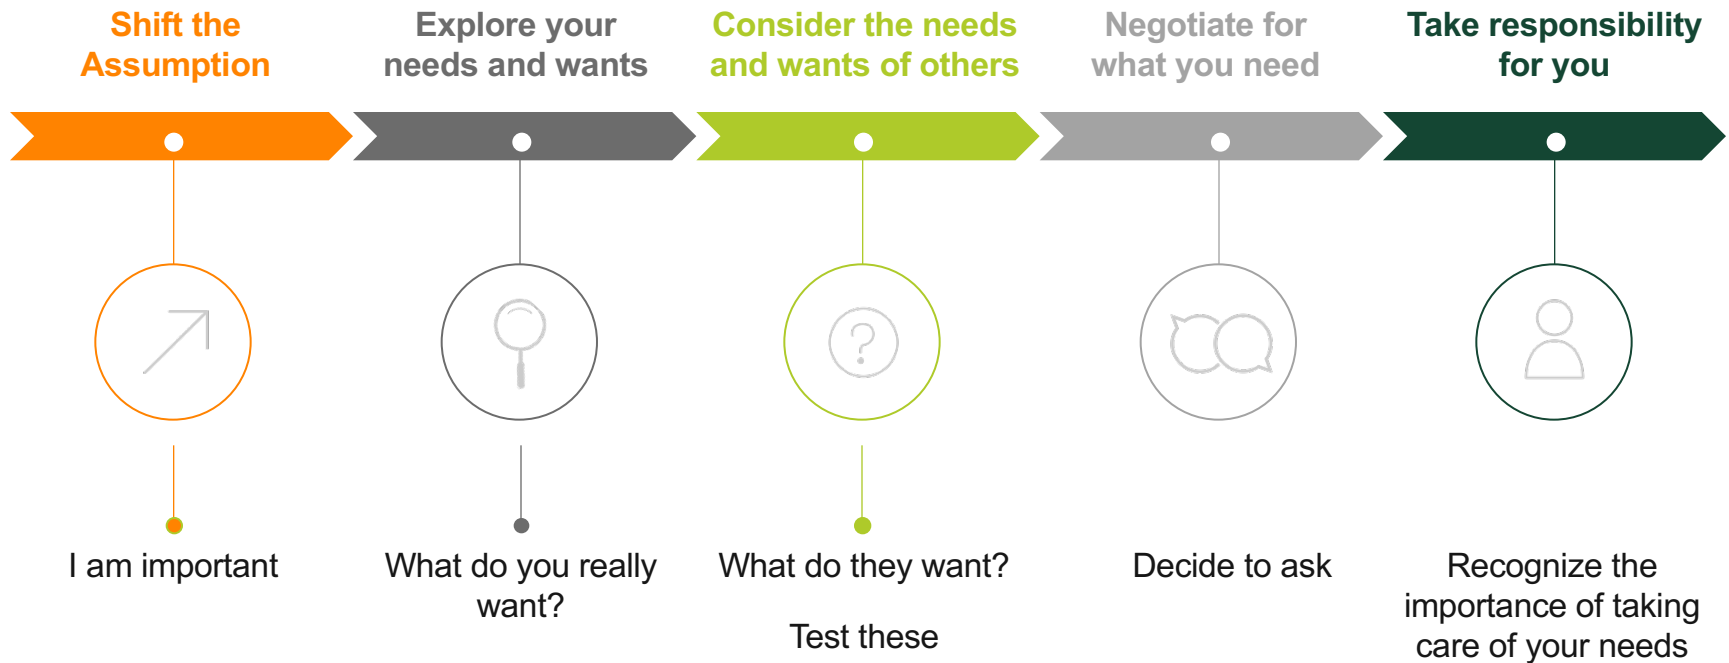 Shift the
Assumption
Explore your
needs and wants
Consider the needs
and wants of others
Negotiate for
what you need
Take responsibility
for you
?
I am important
What do you really
want?
What do they want?
Test these
Decide to ask
Recognize the
importance of taking
care of your needs